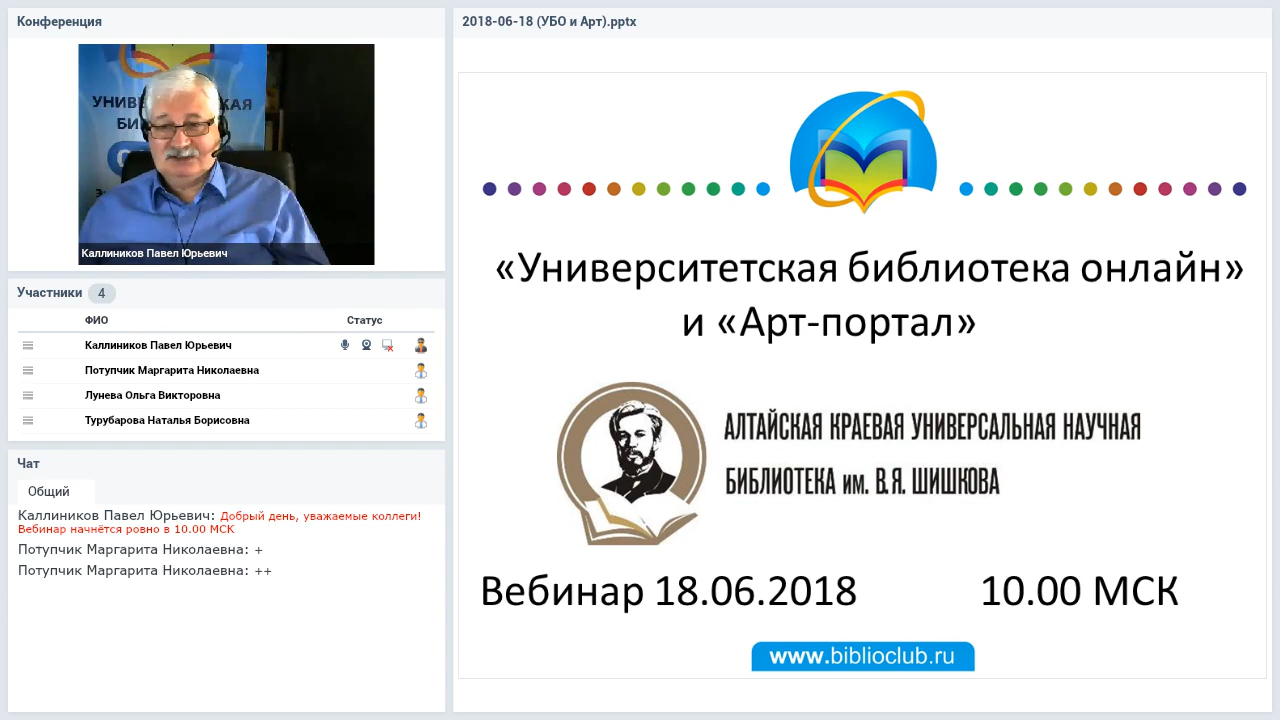 Конференция
УНИВЕ
КАЯ
БИ
Каллиников Павел Юрьевич
Участники 4
ФИО Статус
Каллиников Павел Юрьевич
Потупчик Маргарита Николаевна
Лунева Ольга Викторовна
Турубарова Наталья Борисовна
Чат
Общий
Каллиников Павел Юрьевич: Добрый день, уважаемые коллеги!
Вебинар начнётся ровно в 10.00 МСК
Потупчик Маргарита Николаевна: +
Потупчик Маргарита Николаевна: ++
2018-06-18 (УБО и Арт).pptx
«Университетская библиотека онлайн»
и «Арт-портал»
АЛТАЙСКАЯ КРАЕВАЯ УНИВЕРСАЛЬНАЯ НАУЧНАЯ
БИБЛИОТЕКА им. В.Я. ШИШКОВА
Вебинар 18.06.2018 10.00 МСК
www.biblioclub.ru